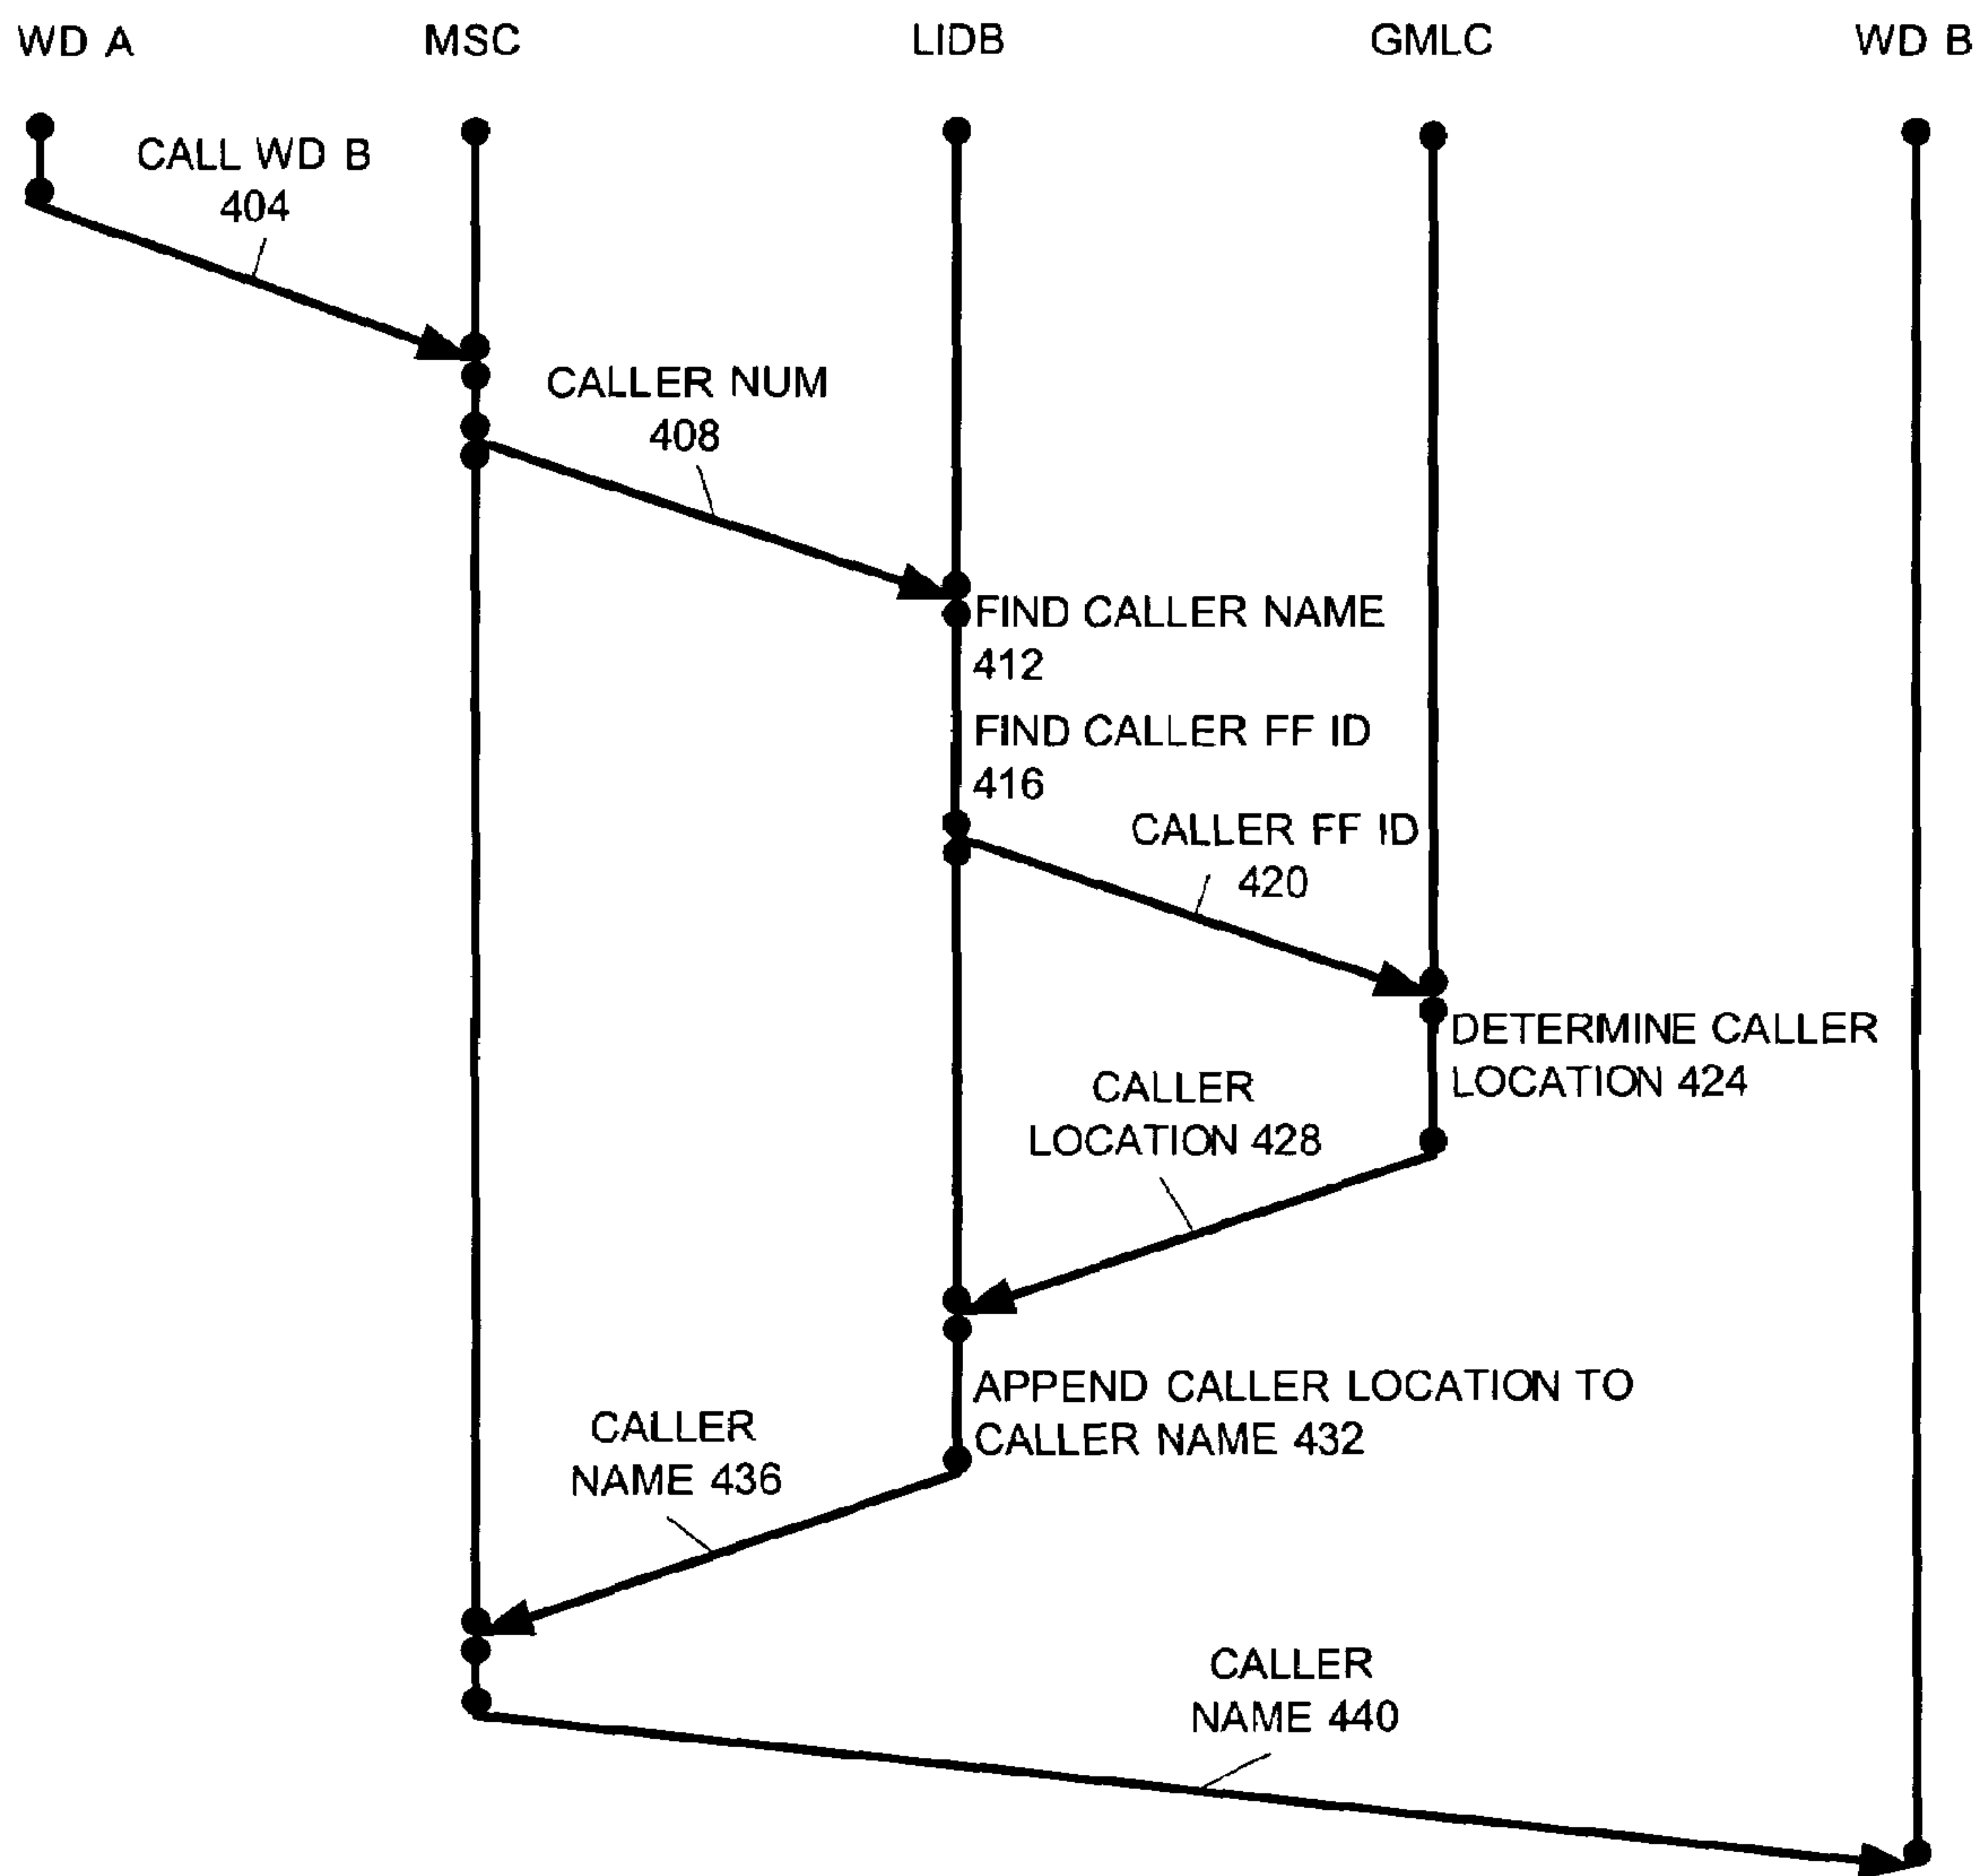 WD A
MSC
LIDB
GMLC
WD B
CALL WD B
404
CALLER NUM
408
FIND CALLER NAME
412
FIND CALLER FF ID
416
CALLER FF ID
420
DETERMINE CALLER
LOCATION 424
CALLER
LOCATION 428
APPEND CALLER LOCATION TO
CALLER NAME 432
CALLER
NAME 436
CALLER
NAME 440